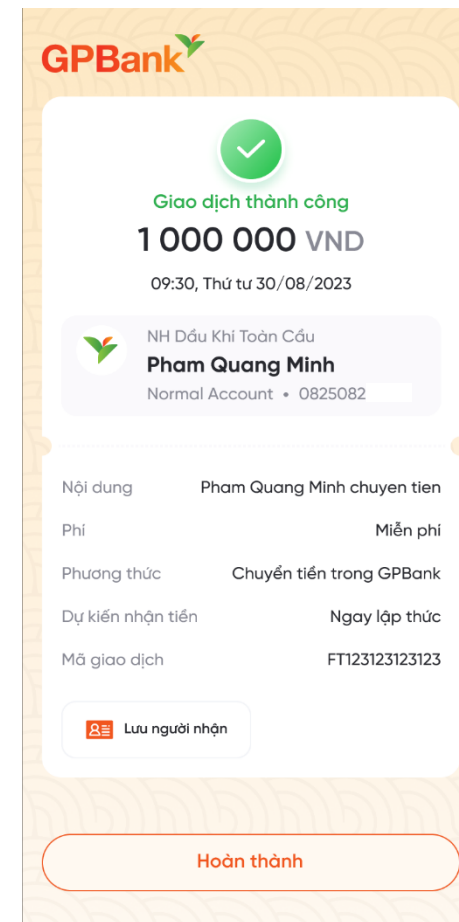 GPBank
Giao dịch thành công
1 000 000 VND
09:30, Thứ tư 30/08/2023
NH Dầu Khí Toàn Cầu
Pham Quang Minh
Normal Account • 0825082
Nội dung Pham Quang Minh chuyen tien
Phí Miễn phí
Phương thức Chuyển tiền trong GPBank
Dự kiến nhận tiền Ngay lập thức
Mã giao dịch FT123123123123
Lưu người nhận
Hoàn thành